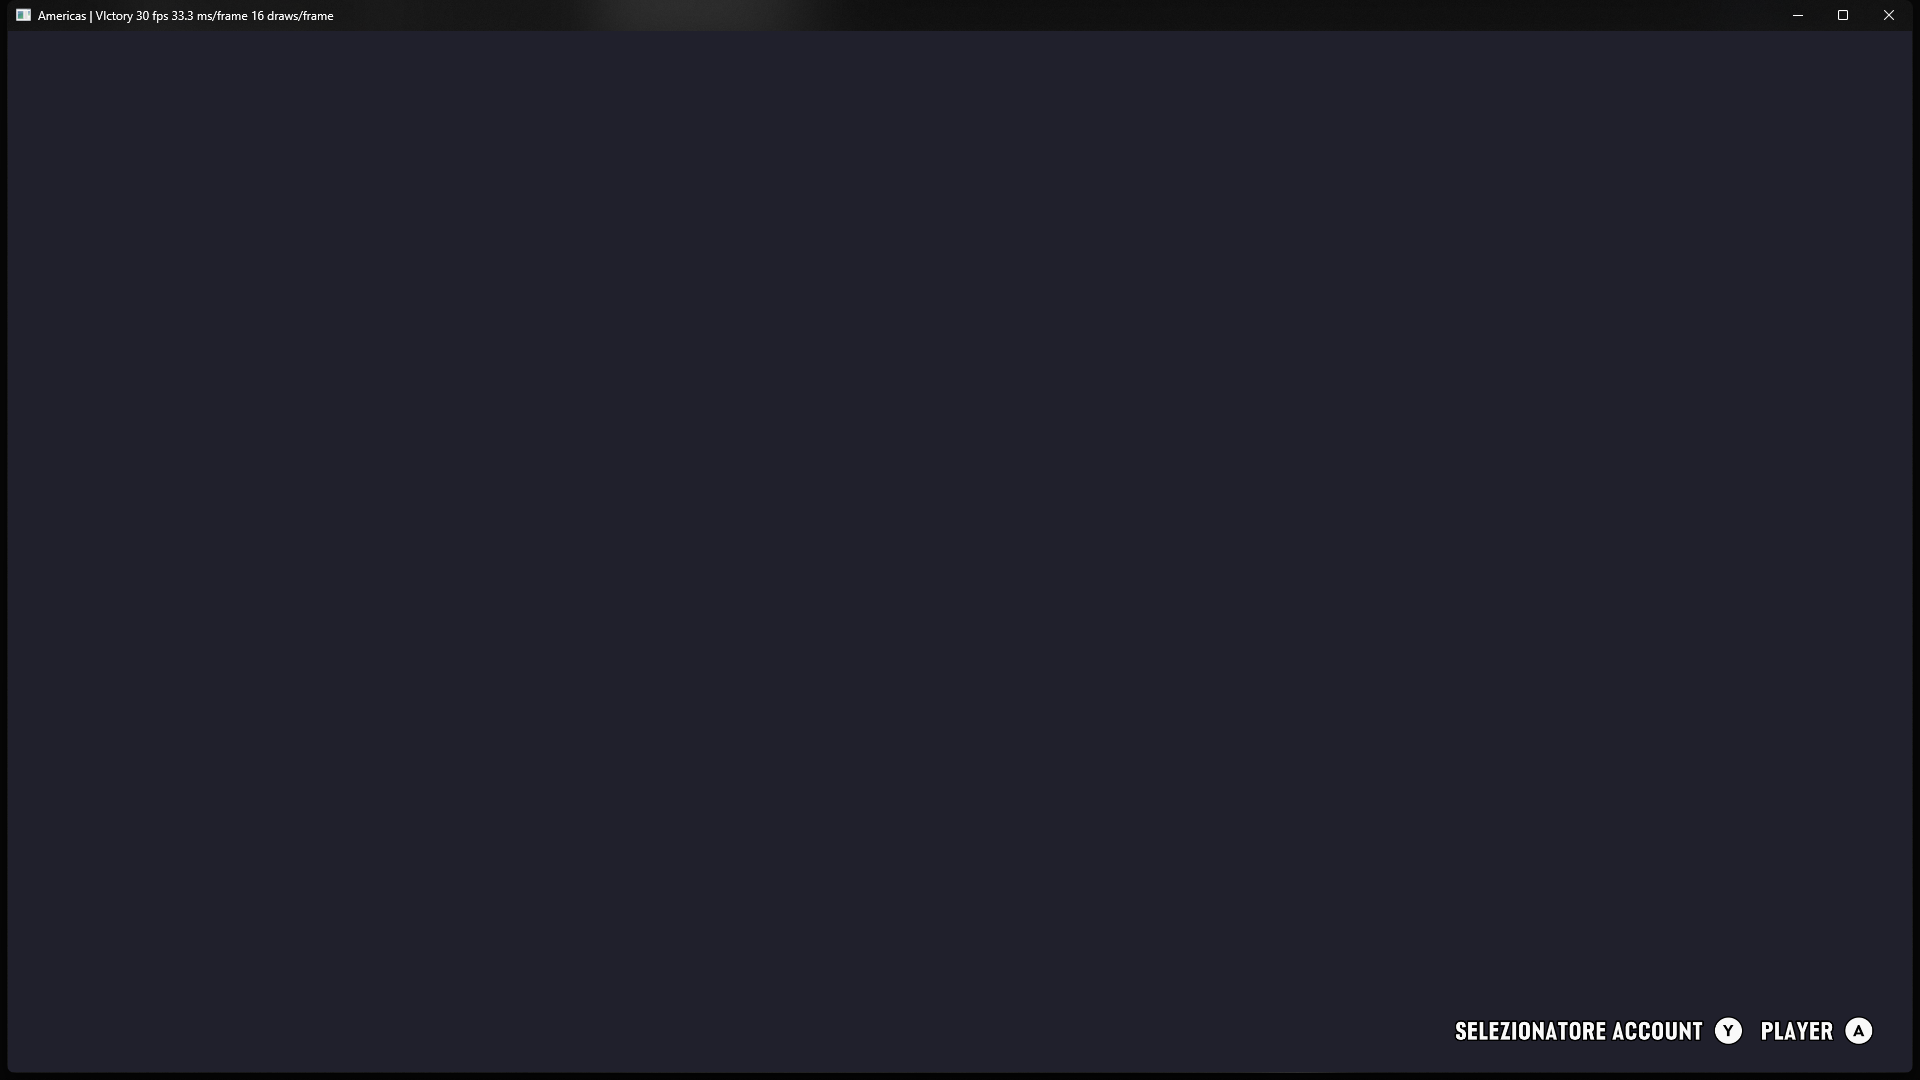 Americas | VIctory 30 fps 33.3 ms/frame 16 draws/frame
SELEZIONATORE ACCOUNT Y PLAYER A